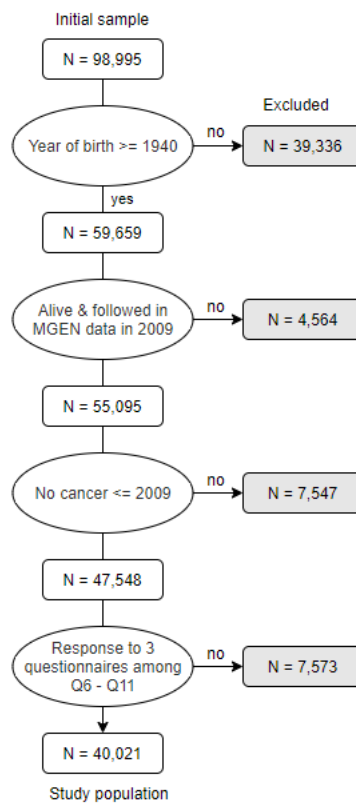 Initial sample
N = 98,995
Excluded
Year of birth >= 1940
no
N = 39,336
yes
N = 59,659
Alive & followed in
MGEN data in 2009
no
N = 4,564
N = 55,095
No cancer <= 2009
no
N = 7,547
N = 47,548
Response to 3
questionnaires among
Q6 - Q11
no
N = 7,573
N = 40,021
Study population